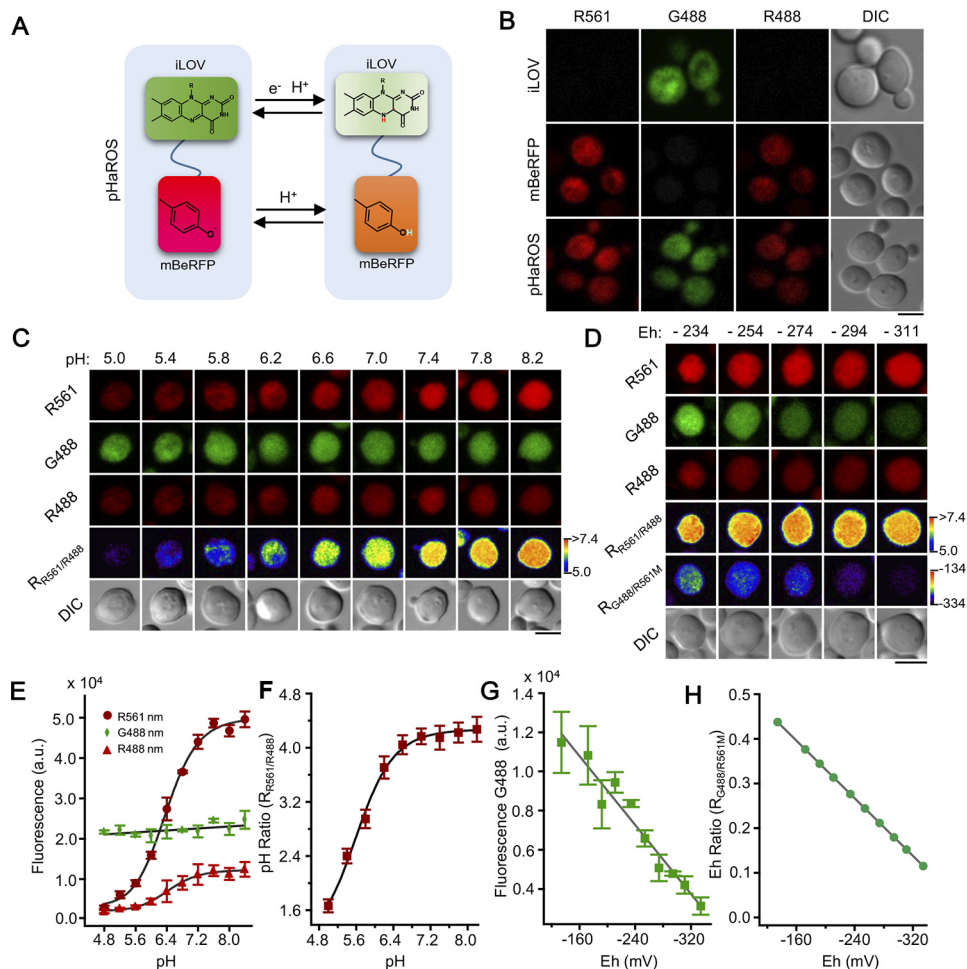 A
iLOV
iLOV
R
N
N
O
NH
N
O
e- H+
R
N
N
O
NH
N
H
O
pHaROS
H+
O-
OH
mBeRFP
mBeRFP
B
R561 G488 R488 DIC
iLOV
mBeRFP
pHaROS
C
pH: 5.0 5.4 5.8 6.2 6.6 7.0 7.4 7.8 8.2
R561
G488
R488
RR561/R488
>7.4
5.0
DIC
D
Eh: - 234 - 254 - 274 - 294 - 311
R561
G488
R488
RR561/R488
>7.4
5.0
RG488/R561M
-134
-334
DIC
E
x 10⁴
Fluorescence (a.u.)
R561 nm
G488 nm
R488 nm
5.0
4.0
3.0
2.0
1.0
0.0
4.8 5.6 6.4 7.2 8.0
pH
F
pH Ratio (RR561/R488)
4.8
4.0
3.2
2.4
1.6
4.8 5.6 6.4 7.2 8.0
pH
G
x 10⁴
Fluorescence G488 (a.u.)
1.4
1.2
1.0
0.8
0.6
0.4
-160 -240 -320
Eh (mV)
H
Eh Ratio (RG488/R561M)
0.5
0.4
0.3
0.2
0.1
0.0
-160 -240 -320
Eh (mV)